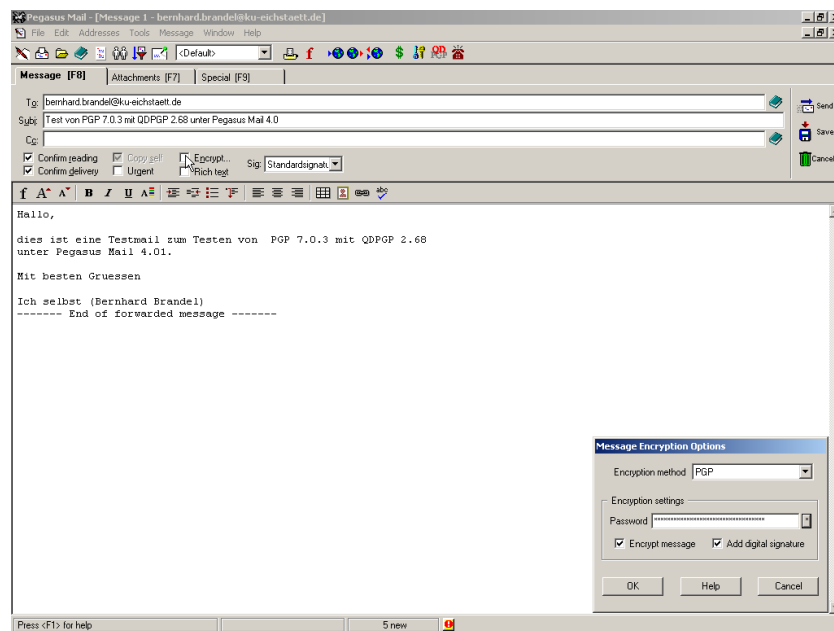 Pegasus Mail - [Message 1 - bernhard.brandel@ku-eichstaett.de]
File Edit Addresses Tools Message Window Help
<Default>
Message [F8] Attachments [F7] Special [F9]
To: bernhard.brandel@ku-eichstaett.de
Subj: Test von PGP 7.0.3 mit QDPGP 2.68 unter Pegasus Mail 4.0
Cc:
Send
Save
Cancel
Confirm reading Copy self Encrypt... Sig: Standardsignatu
Confirm delivery Urgent Rich text
Hallo,
dies ist eine Testmail zum Testen von PGP 7.0.3 mit QDPGP 2.68
unter Pegasus Mail 4.01.
Mit besten Gruessen
Ich selbst (Bernhard Brandel)
------- End of forwarded message -------
Message Encryption Options
Encryption method PGP
Encryption settings
Password
Encrypt message Add digital signature
OK Help Cancel
Press <F1> for help 5 new